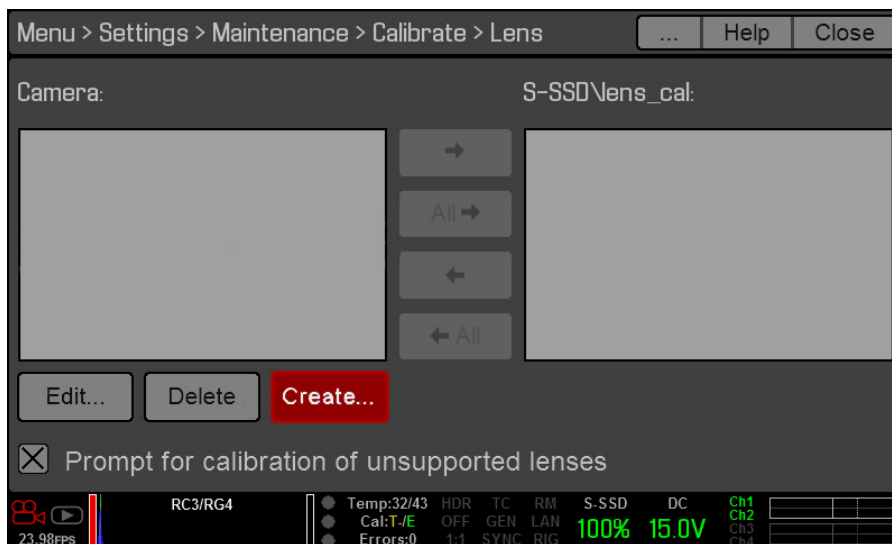 Menu > Settings > Maintenance > Calibrate > Lens ... Help Close
Camera: S-SSD\lens_cal:
All
All
Edit... Delete Create...
Prompt for calibration of unsupported lenses
RC3/RG4 Temp:32/43 HDR TC RM S-SSD DC Ch1
Cal:T-/E OFF GEN LAN 100% 15.0V Ch2
23.98FPS Errors:0 1:1 SYNC RIG Ch3
Ch4